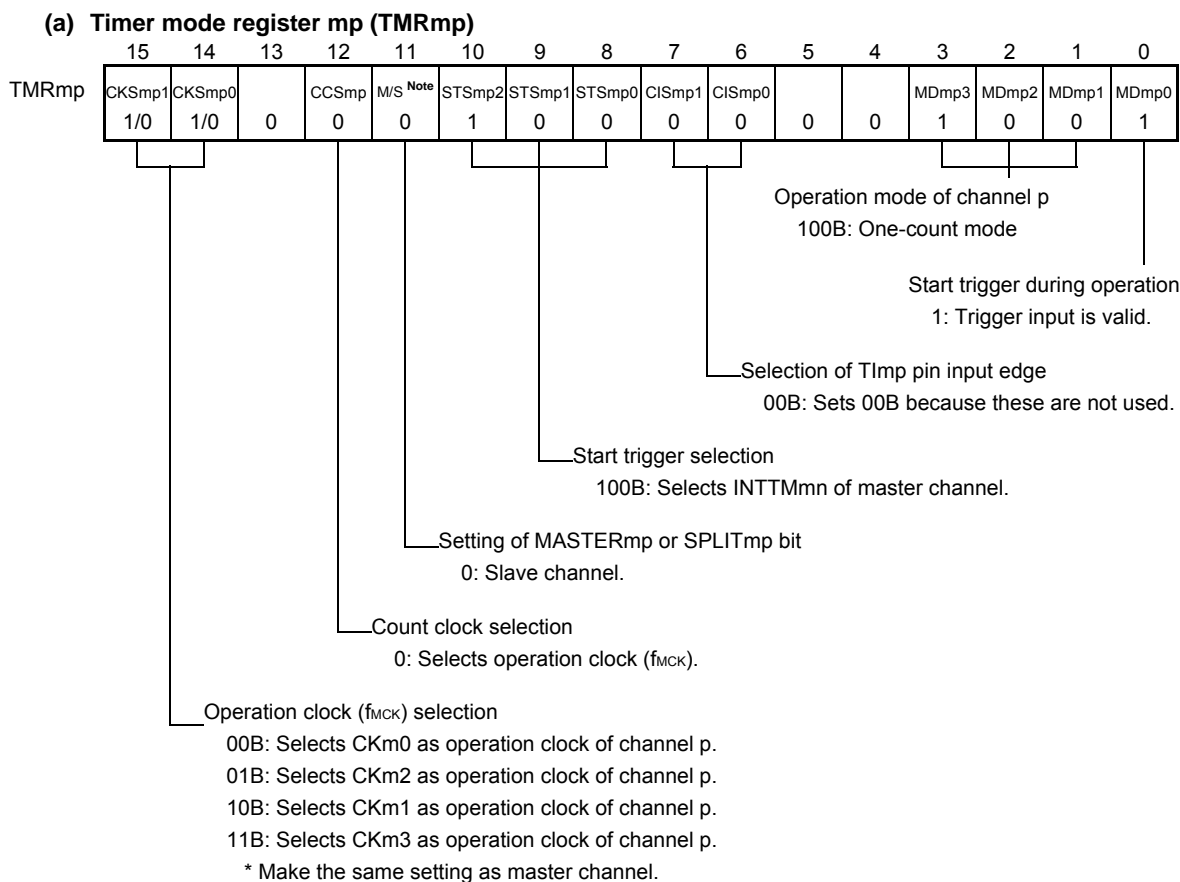 (a) Timer mode register mp (TMRmp)
15 14 13 12 11 10 9 8 7 6 5 4 3 2 1 0
TMRmp CKSmp1 CKSmp0 CCSmp M/S Note STSmp2 STSmp1 STSmp0 CISmp1 CISmp0 MDmp3 MDmp2 MDmp1 MDmp0
1/0 1/0 0 0 0 1 0 0 0 0 0 0 1 0 0 1
Operation mode of channel p
100B: One-count mode
Start trigger during operation
1: Trigger input is valid.
Selection of TImp pin input edge
00B: Sets 00B because these are not used.
Start trigger selection
100B: Selects INTTMmn of master channel.
Setting of MASTERmp or SPLITmp bit
0: Slave channel.
Count clock selection
0: Selects operation clock (fMCK).
Operation clock (fMCK) selection
00B: Selects CKm0 as operation clock of channel p.
01B: Selects CKm2 as operation clock of channel p.
10B: Selects CKm1 as operation clock of channel p.
11B: Selects CKm3 as operation clock of channel p.
* Make the same setting as master channel.